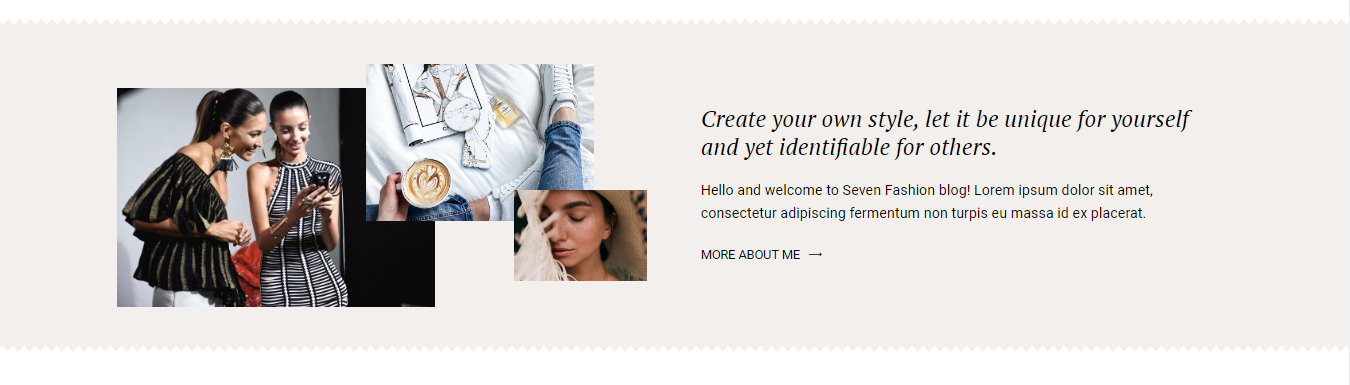 Create your own style, let it be unique for yourself
and yet identifiable for others.
Hello and welcome to Seven Fashion blog! Lorem ipsum dolor sit amet,
consectetur adipiscing fermentum non turpis eu massa id ex placerat.
MORE ABOUT ME →